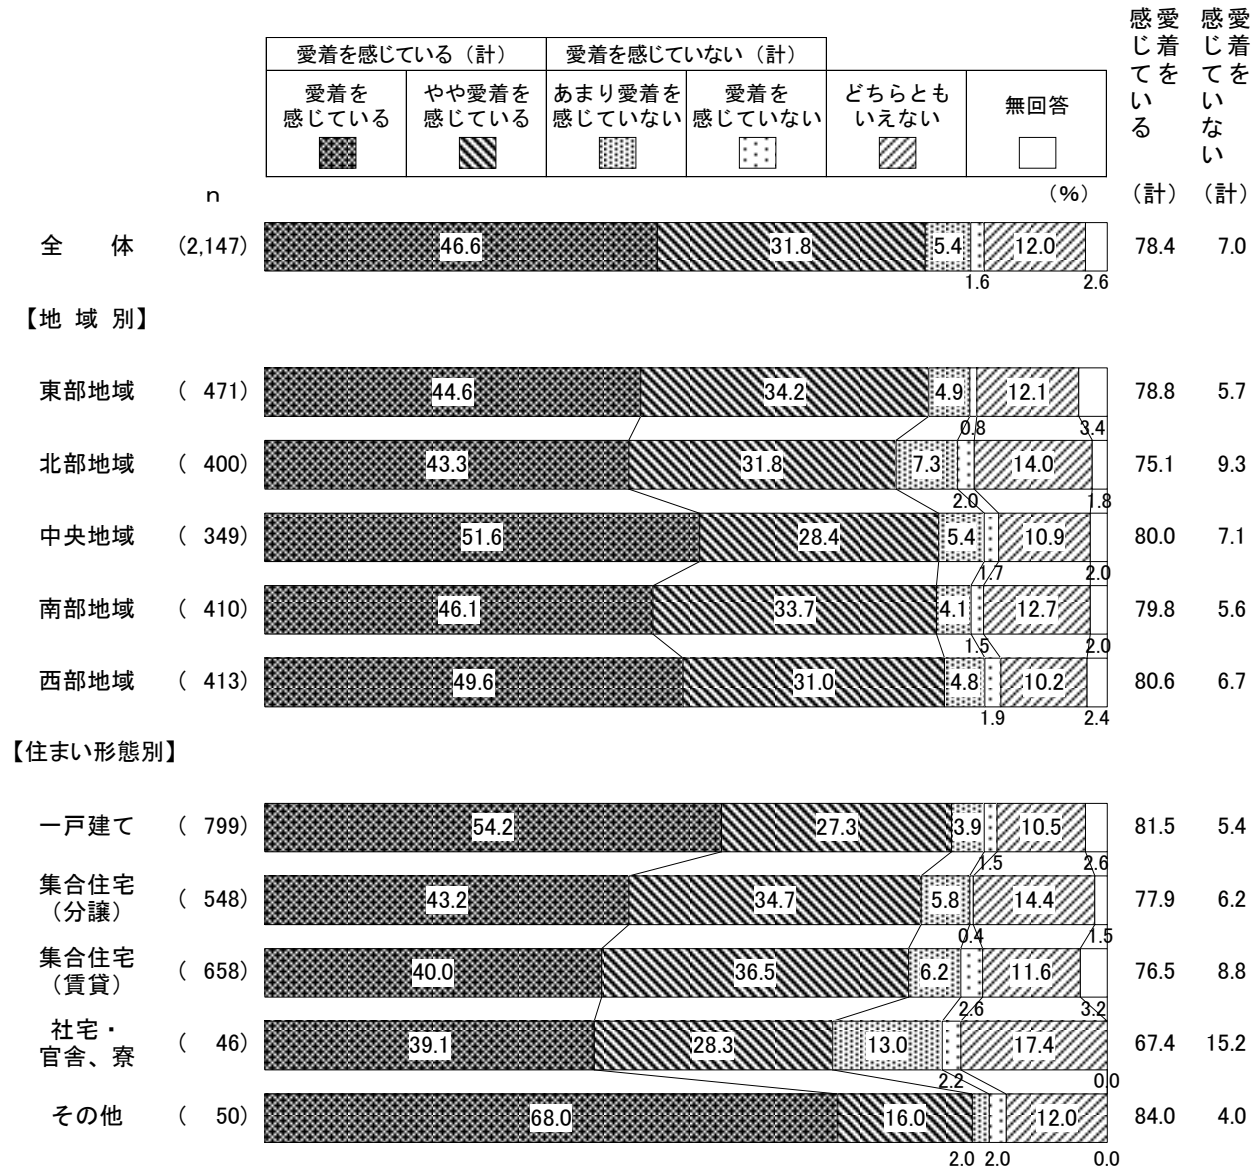 愛着を感じている（計） 愛着を感じていない（計）
愛着を感じている やや愛着を感じている あまり愛着を感じていない 愛着を感じていない どちらともいえない 無回答
愛着を感じている（計） 愛着を感じていない（計）
n （%）
全体 (2,147) 46.6 31.8 5.4 12.0 78.4 7.0
1.6 2.6
【地域別】
東部地域 ( 471) 44.6 34.2 4.9 12.1 78.8 5.7
0.8 3.4
北部地域 ( 400) 43.3 31.8 7.3 14.0 75.1 9.3
2.0 1.8
中央地域 ( 349) 51.6 28.4 5.4 10.9 80.0 7.1
1.7 2.0
南部地域 ( 410) 46.1 33.7 4.1 12.7 79.8 5.6
1.5 2.0
西部地域 ( 413) 49.6 31.0 4.8 10.2 80.6 6.7
1.9 2.4
【住まい形態別】
一戸建て ( 799) 54.2 27.3 3.9 10.5 81.5 5.4
1.5 2.6
集合住宅（分譲） ( 548) 43.2 34.7 5.8 14.4 77.9 6.2
0.4 1.5
集合住宅（賃貸） ( 658) 40.0 36.5 6.2 11.6 76.5 8.8
2.6 3.2
社宅・官舎、寮 ( 46) 39.1 28.3 13.0 17.4 67.4 15.2
2.2 0.0
その他 ( 50) 68.0 16.0 12.0 84.0 4.0
2.0 2.0 0.0